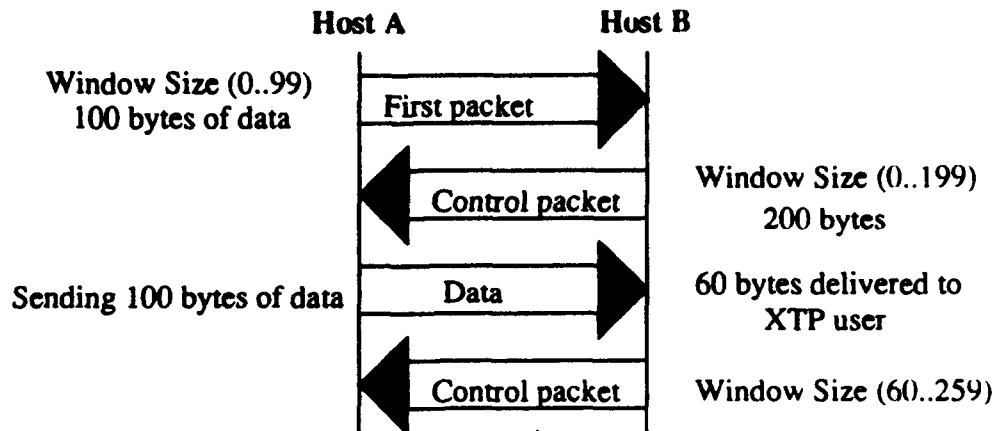 Host A
Host B
Window Size (0..99)
100 bytes of data
First packet
Control packet
Window Size (0..199)
200 bytes
Sending 100 bytes of data
Data
60 bytes delivered to
XTP user
Control packet
Window Size (60..259)